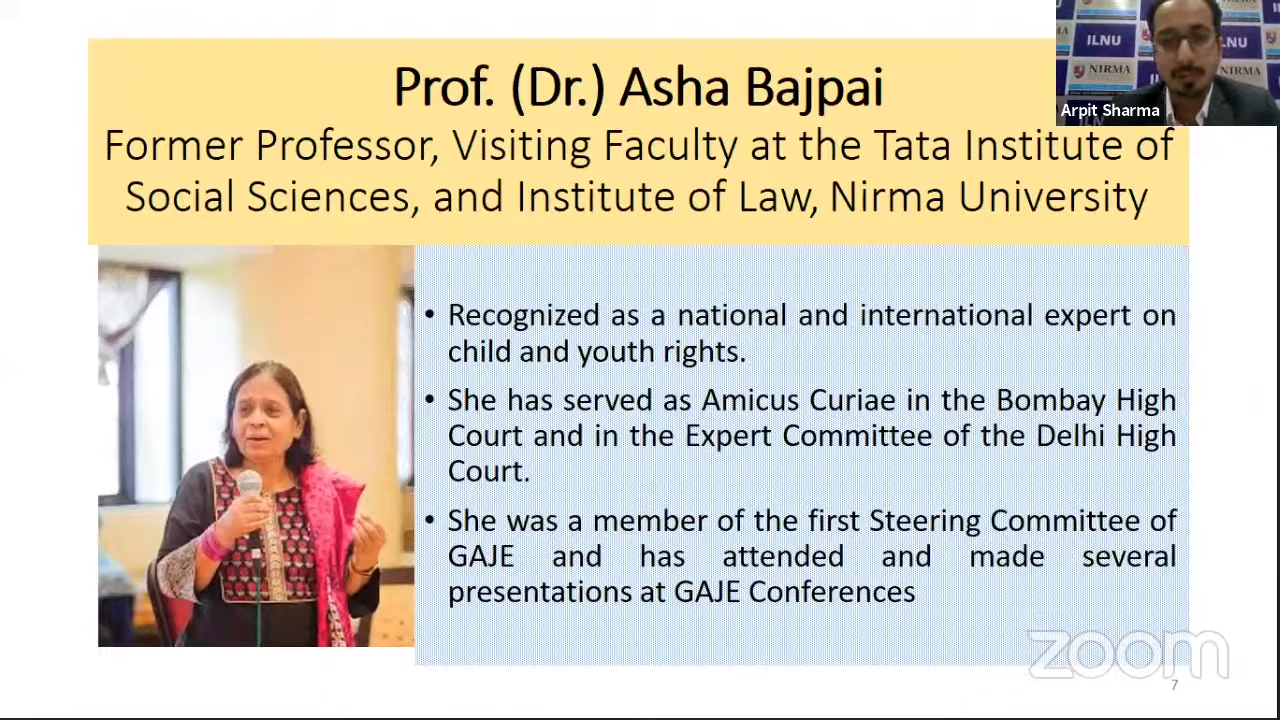 Prof. (Dr.) Asha Bajpai
Former Professor, Visiting Faculty at the Tata Institute of
Social Sciences, and Institute of Law, Nirma University
ILNU
NIRMA
LNU
NIRMA
Arpit Sharma
• Recognized as a national and international expert on
child and youth rights.
• She has served as Amicus Curiae in the Bombay High
Court and in the Expert Committee of the Delhi High
Court.
• She was a member of the first Steering Committee of
GAJE and has attended and made several
presentations at GAJE Conferences
zoom
7